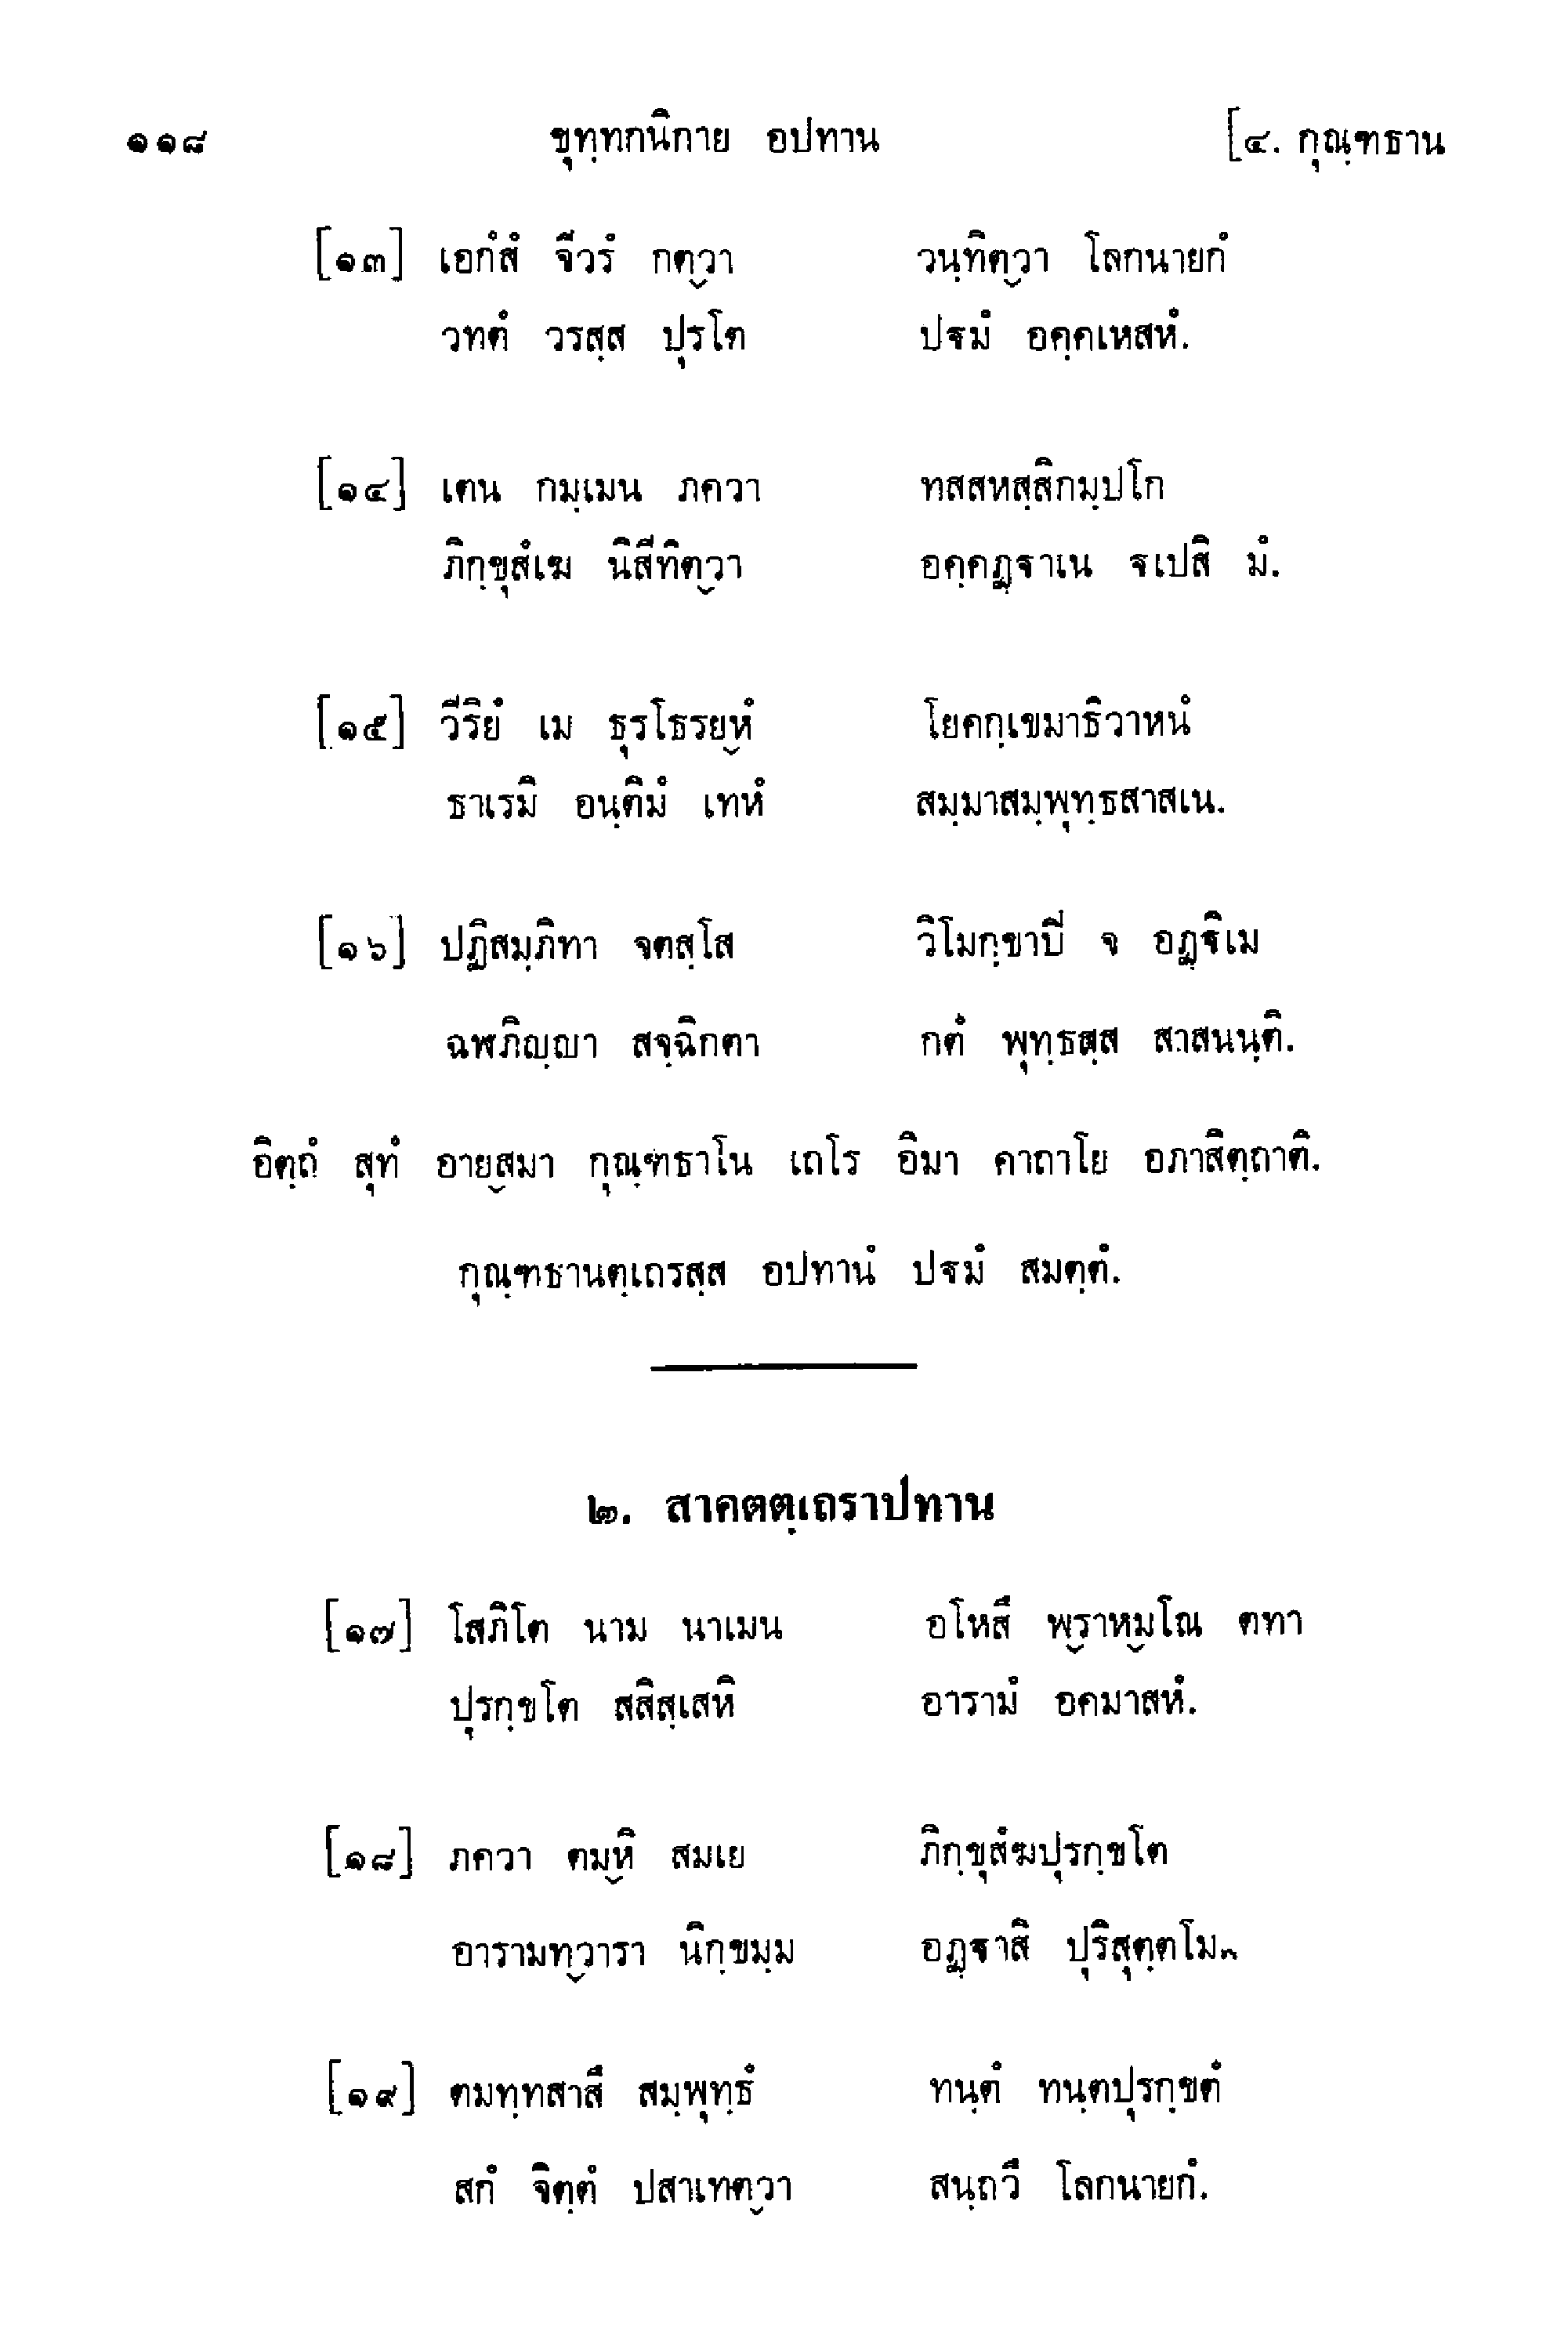 ๑๑๘ ขุทฺทกนิกาย อปทาน [๔. กุณฺฑธาน
[๑๓] เอกํสํ จีวรํ กตฺวา วนฺทิตฺวา โลกนายกํ
วทตํ วรสฺส ปุรโต ปฐมํ อคฺคเหสหํ.
[๑๔] เตน กมฺเมน ภควา ทสสหสฺสิกมฺปโก
ภิกฺขุสํเฆ นิสีทิตฺวา อคฺคฏฺฐาเน ฐเปสิ มํ.
[๑๕] วีริยํ เม ธุรโธรยฺหํ โยคกฺเขมาธิวาหนํ
ธาเรมิ อนฺติมํ เทหํ สมฺมาสมฺพุทฺธสาสเน.
[๑๖] ปฏิสมฺภิทา จตสฺโส วิโมกฺขาปิ จ อฏฺฐิเม
ฉฬภิญฺญา สจฺฉิกตา กตํ พุทฺธสฺส สาสนนฺติ.
อิตฺถํ สุทํ อายสฺมา กุณฺฑธาโน เถโร อิมา คาถาโย อภาสิตฺถาติ.
กุณฺฑธานตฺเถรสฺส อปทานํ ปฐมํ สมตฺตํ.
๒. สาคตตฺเถราปทาน
[๑๗] โสภิโต นาม นาเมน อโหสึ พฺราหฺมโณ ตทา
ปุรกฺขโต สสิสฺเสหิ อารามํ อคมาสหํ.
[๑๘] ภควา ตมฺหิ สมเย ภิกฺขุสํฆปุรกฺขโต
อารามทฺวารา นิกฺขมฺม อฏฺฐาสิ ปุริสุตฺตโม.
[๑๙] ตมทฺทสาสึ สมฺพุทฺธํ ทนฺตํ ทนฺตปุรกฺขตํ
สกํ จิตฺตํ ปสาเทตฺวา สนฺถวึ โลกนายกํ.